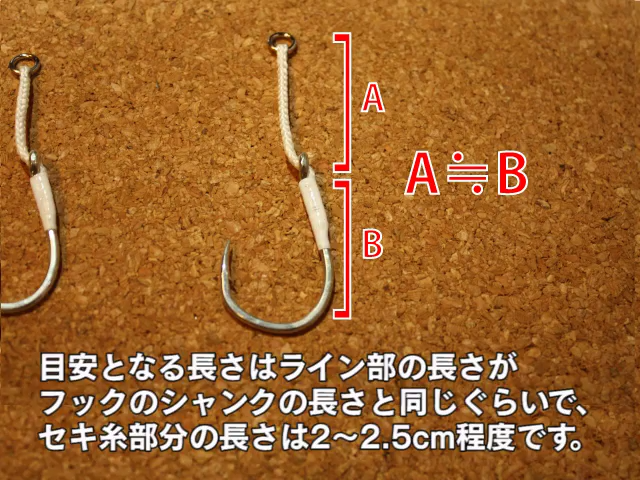 A
A≒B
B
目安となる長さはライン部の長さが
フックのシャンクの長さと同じぐらいで、
セキ糸部分の長さは2～2.5cm程度です。